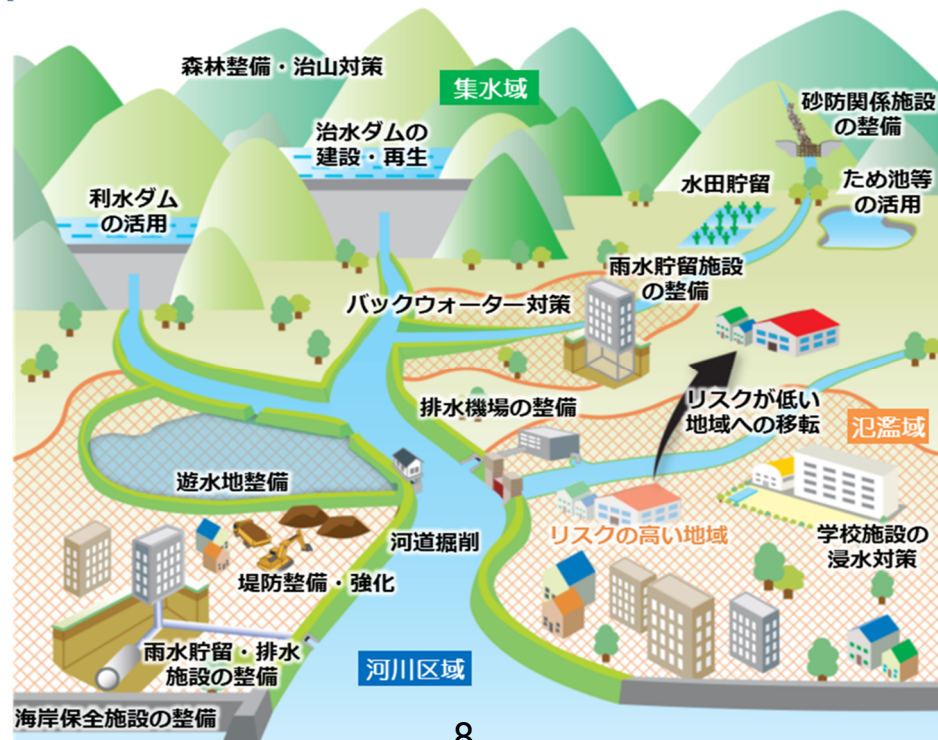 森林整備・治山対策
集水域
砂防関係施設
の整備
治水ダムの
建設・再生
利水ダム
の活用
水田貯留
ため池等
の活用
雨水貯留施設
の整備
バックウォーター対策
排水機場の整備
リスクが低い
地域への移転
氾濫域
遊水地整備
河道掘削
リスクの高い地域
学校施設の
浸水対策
堤防整備・強化
雨水貯留・排水
施設の整備
河川区域
海岸保全施設の整備
8